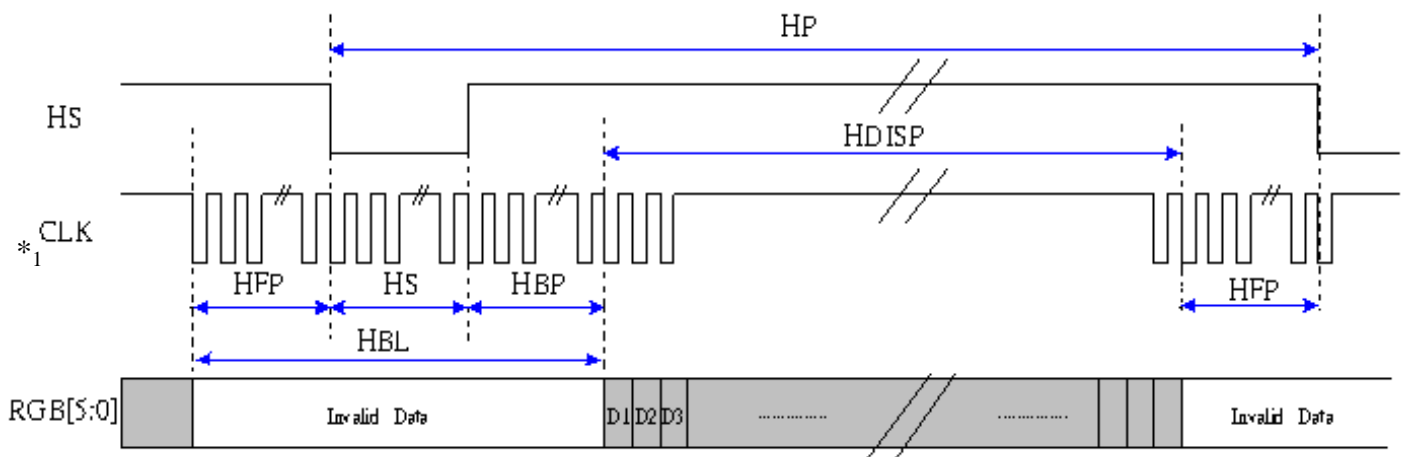 HP
HS
HDISP
*1CLK
HFP
HS
HBP
HFP
HBL
RGB[5:0]
Invalid Data
D1
D2
D3
..............
..............
Invalid Data